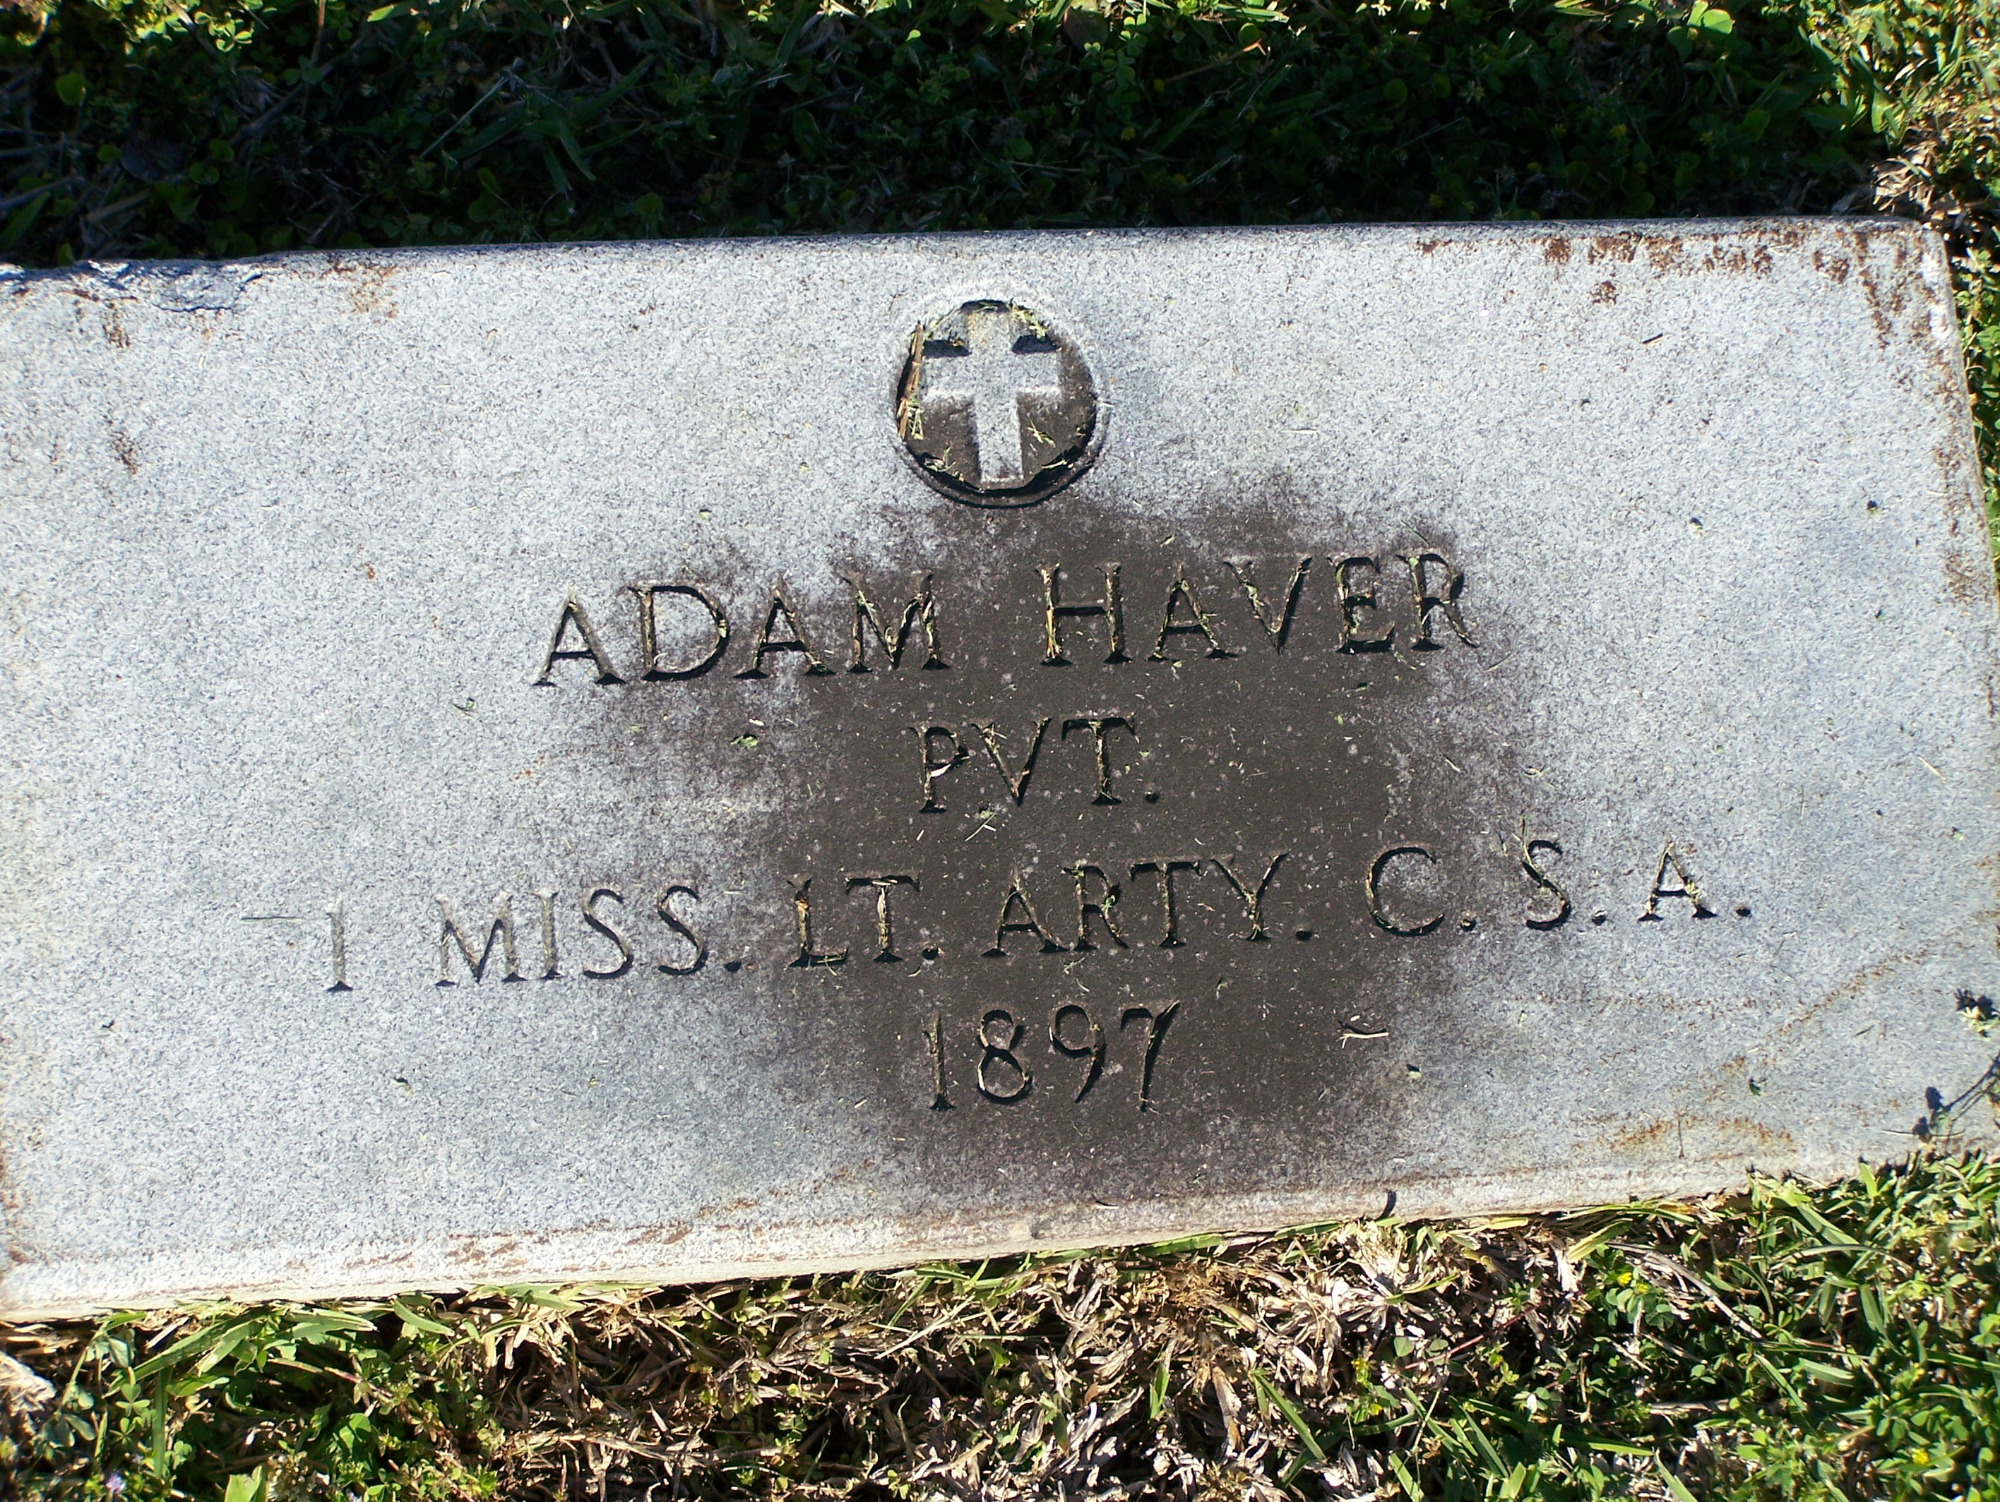 ADAM HAVER
PVT.
1 MISS. LT. ARTY. C.S.A.
1897